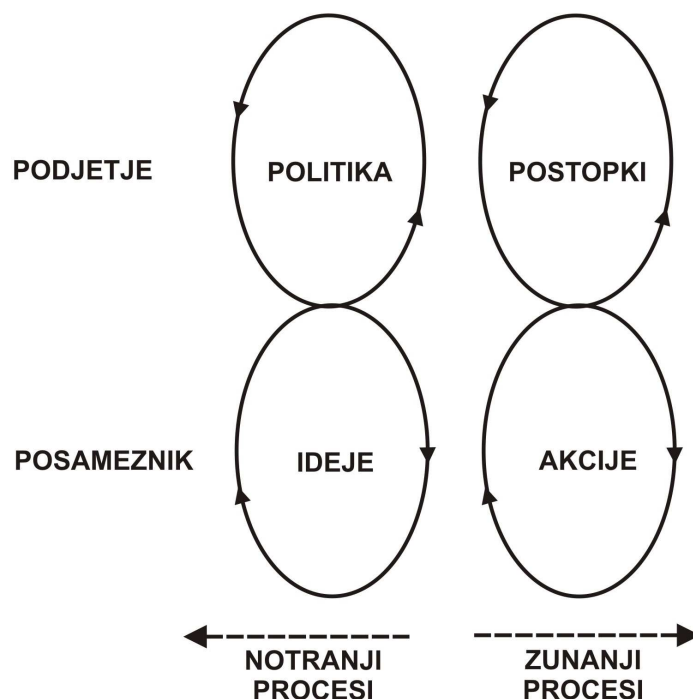 PODJETJE
POLITIKA
POSTOPKI
POSAMEZNIK
IDEJE
AKCIJE
NOTRANJI
PROCESI
ZUNANJI
PROCESI